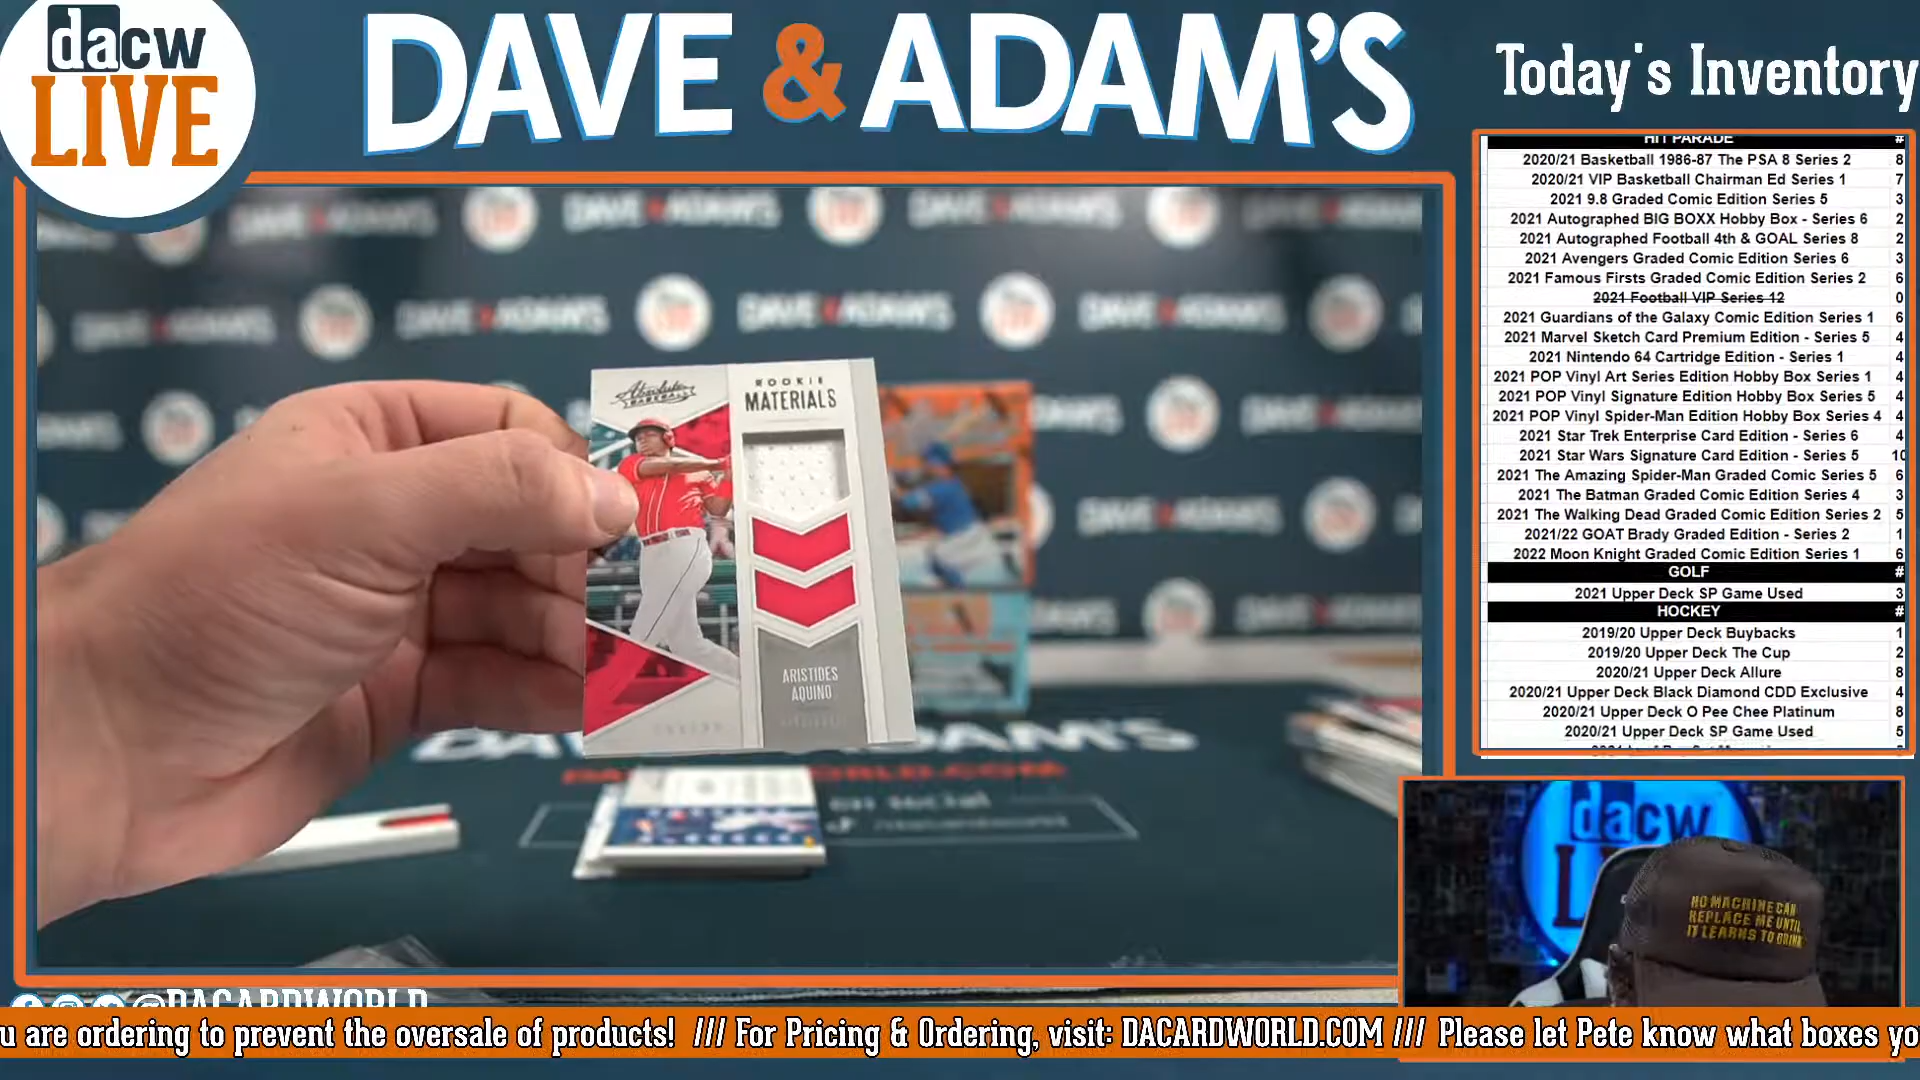 dacw
LIVE
DAVE & ADAM'S
Today's Inventory
HIT PARADE #
2020/21 Basketball 1986-87 The PSA 8 Series 2 8
2020/21 VIP Basketball Chairman Ed Series 1 7
2021 9.8 Graded Comic Edition Series 5 3
2021 Autographed BIG BOXX Hobby Box - Series 6 2
2021 Autographed Football 4th & GOAL Series 8 2
2021 Avengers Graded Comic Edition Series 6 3
2021 Famous Firsts Graded Comic Edition Series 2 6
2021 Football VIP Series 12 0
2021 Guardians of the Galaxy Comic Edition Series 1 6
2021 Marvel Sketch Card Premium Edition - Series 5 4
2021 Nintendo 64 Cartridge Edition - Series 1 4
2021 POP Vinyl Art Series Edition Hobby Box Series 1 4
2021 POP Vinyl Signature Edition Hobby Box Series 5 4
2021 POP Vinyl Spider-Man Edition Hobby Box Series 4 4
2021 Star Trek Enterprise Card Edition - Series 6 4
2021 Star Wars Signature Card Edition - Series 5 10
2021 The Amazing Spider-Man Graded Comic Series 5 6
2021 The Batman Graded Comic Edition Series 4 3
2021 The Walking Dead Graded Comic Edition Series 2 5
2021/22 GOAT Brady Graded Edition - Series 2 1
2022 Moon Knight Graded Comic Edition Series 1 6
GOLF #
2021 Upper Deck SP Game Used 3
HOCKEY #
2019/20 Upper Deck Buybacks 1
2019/20 Upper Deck The Cup 2
2020/21 Upper Deck Allure 8
2020/21 Upper Deck Black Diamond CDD Exclusive 4
2020/21 Upper Deck O Pee Chee Platinum 8
2020/21 Upper Deck SP Game Used 5
Absolute
BASEBALL
ROOKIE
MATERIALS
ARISTIDES
AQUINO
DAVE & ADAM'S
dacw
NO MACHINE CAN
REPLACE ME UNTIL
IT LEARNS TO DRINK
@DACARDWORLD
u are ordering to prevent the oversale of products! /// For Pricing & Ordering, visit: DACARDWORLD.COM /// Please let Pete know what boxes yo